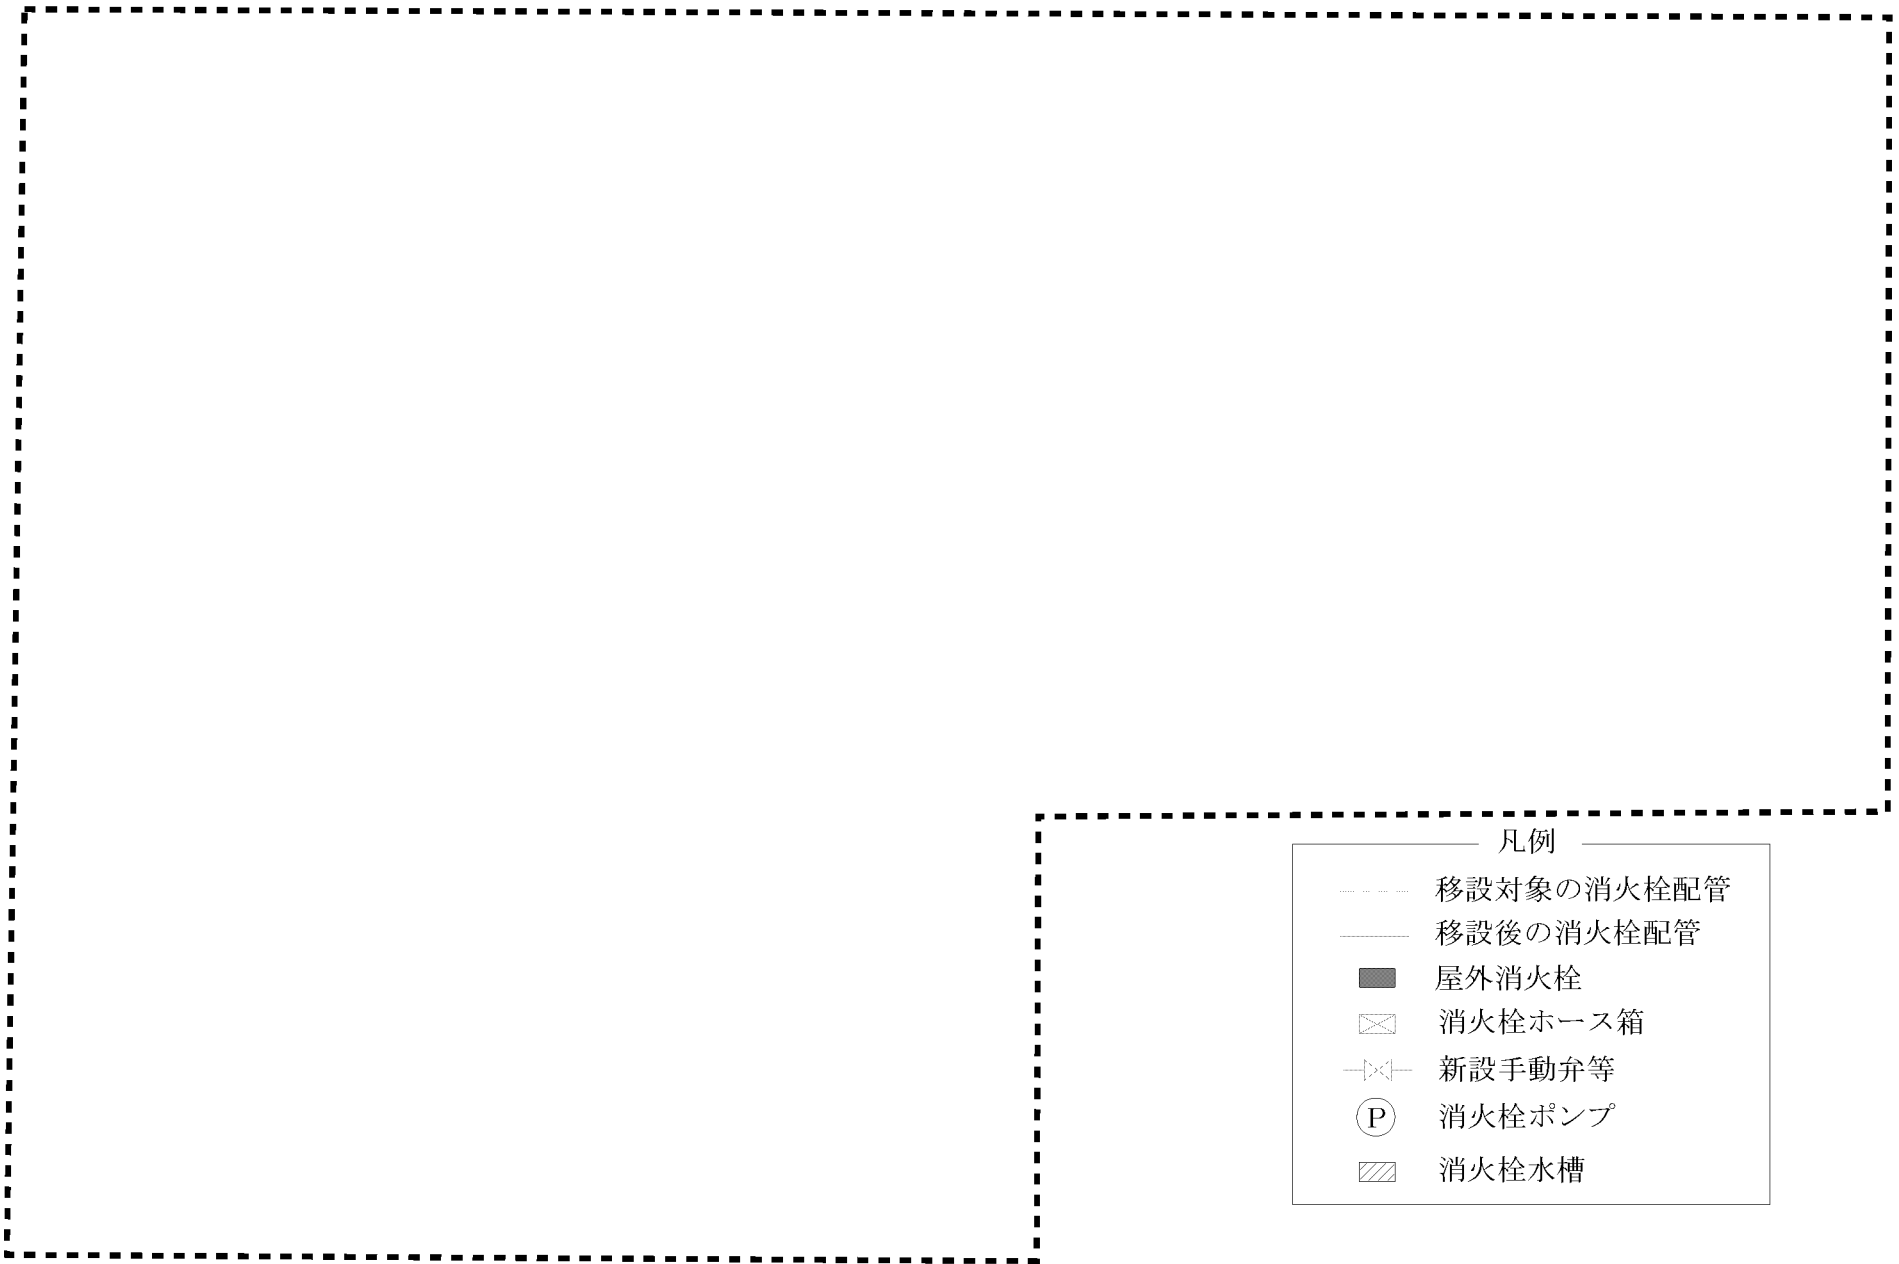 凡例
移設対象の消火栓配管
移設後の消火栓配管
屋外消火栓
消火栓ホース箱
新設手動弁等
P 消火栓ポンプ
消火栓水槽